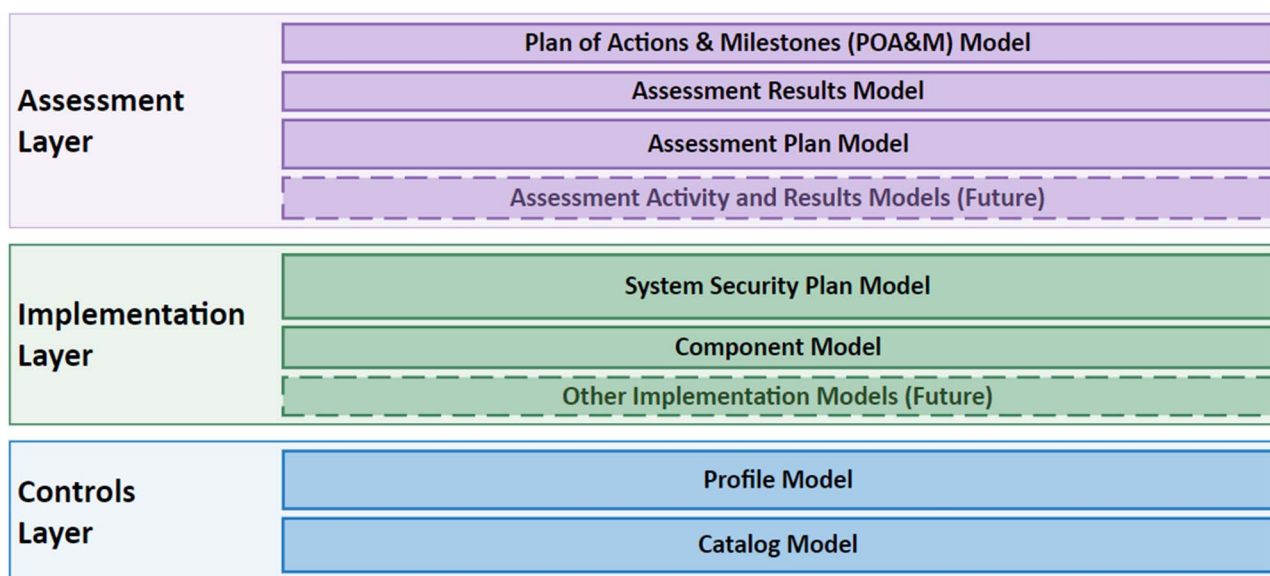 Assessment
Layer
Plan of Actions & Milestones (POA&M) Model
Assessment Results Model
Assessment Plan Model
Assessment Activity and Results Models (Future)
Implementation
Layer
System Security Plan Model
Component Model
Other Implementation Models (Future)
Controls
Layer
Profile Model
Catalog Model